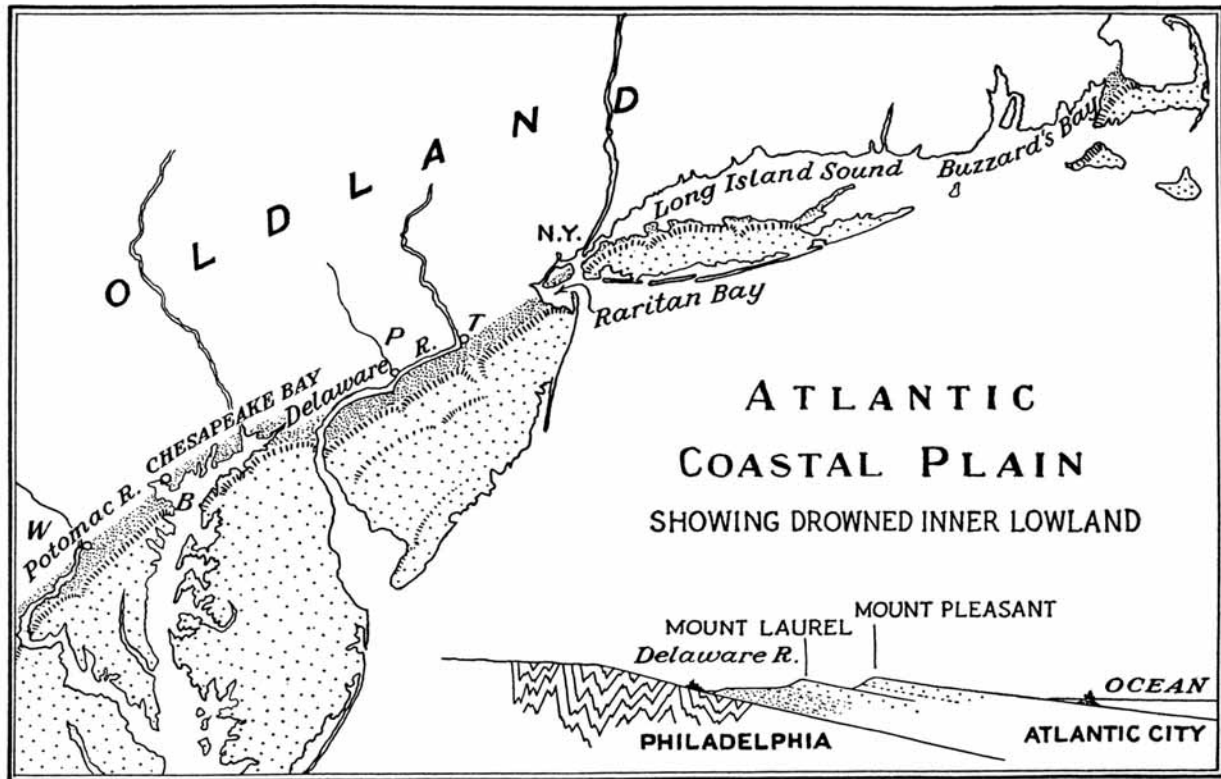 OLDLAND
Buzzard's Bay
Long Island Sound
N.Y.
Raritan Bay
T
P
Delaware R.
CHESAPEAKE BAY
B
W
Potomac R.
ATLANTIC
COASTAL PLAIN
SHOWING DROWNED INNER LOWLAND
MOUNT PLEASANT
MOUNT LAUREL
Delaware R.
OCEAN
PHILADELPHIA
ATLANTIC CITY